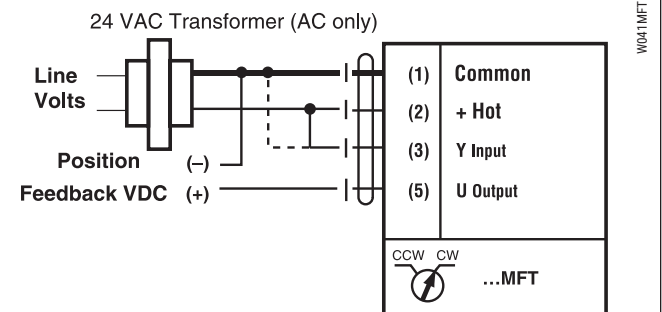 24 VAC Transformer (AC only)
Line
Volts
(1) Common
(2) + Hot
Position (–)
(3) Y Input
Feedback VDC (+)
(5) U Output
CCW CW
...MFT
W041MFT